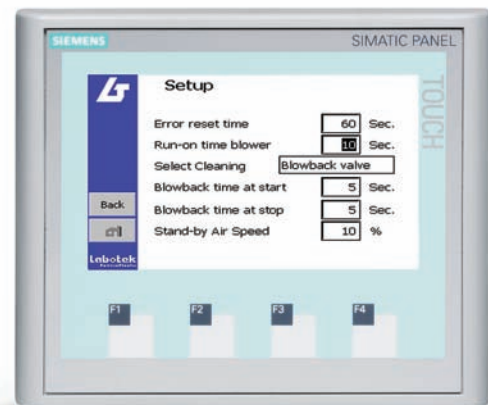 SIEMENS
SIMATIC PANEL
TOUCH
Setup
Error reset time 60 Sec.
Run-on time blower 10 Sec.
Select Cleaning Blowback valve
Blowback time at start 5 Sec.
Blowback time at stop 5 Sec.
Stand-by Air Speed 10 %
Back
Labotek
F1 F2 F3 F4